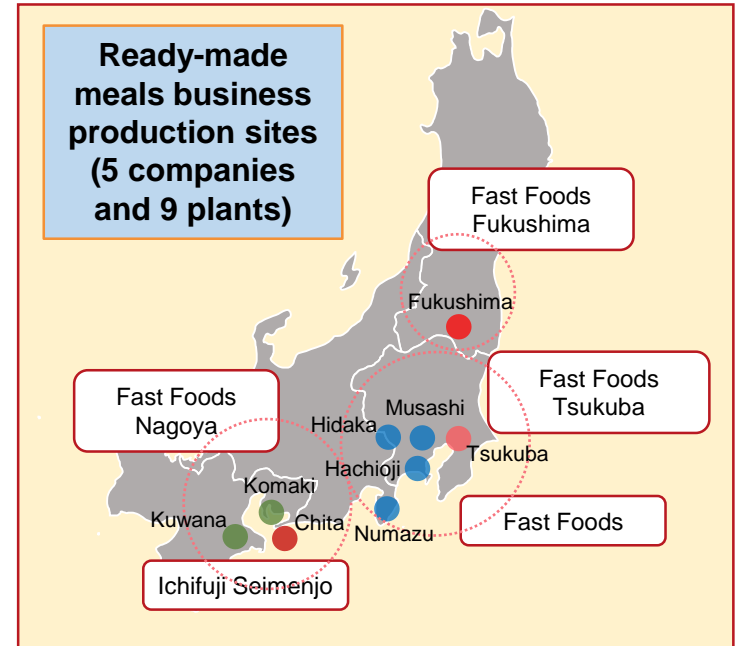 Ready-made
meals business
production sites
(5 companies
and 9 plants)
Fast Foods
Fukushima
Fukushima
Fast Foods
Tsukuba
Fast Foods
Nagoya
Musashi
Hidaka
Tsukuba
Hachioji
Komaki
Kuwana
Chita
Numazu
Fast Foods
Ichifuji Seimenjo